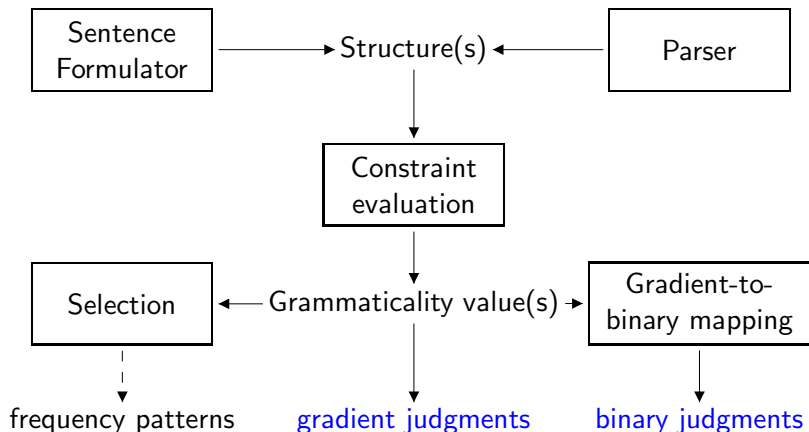 Sentence
Formulator
Structure(s)
Parser
Constraint
evaluation
Selection
Grammaticality value(s)
Gradient-to-
binary mapping
frequency patterns
gradient judgments
binary judgments